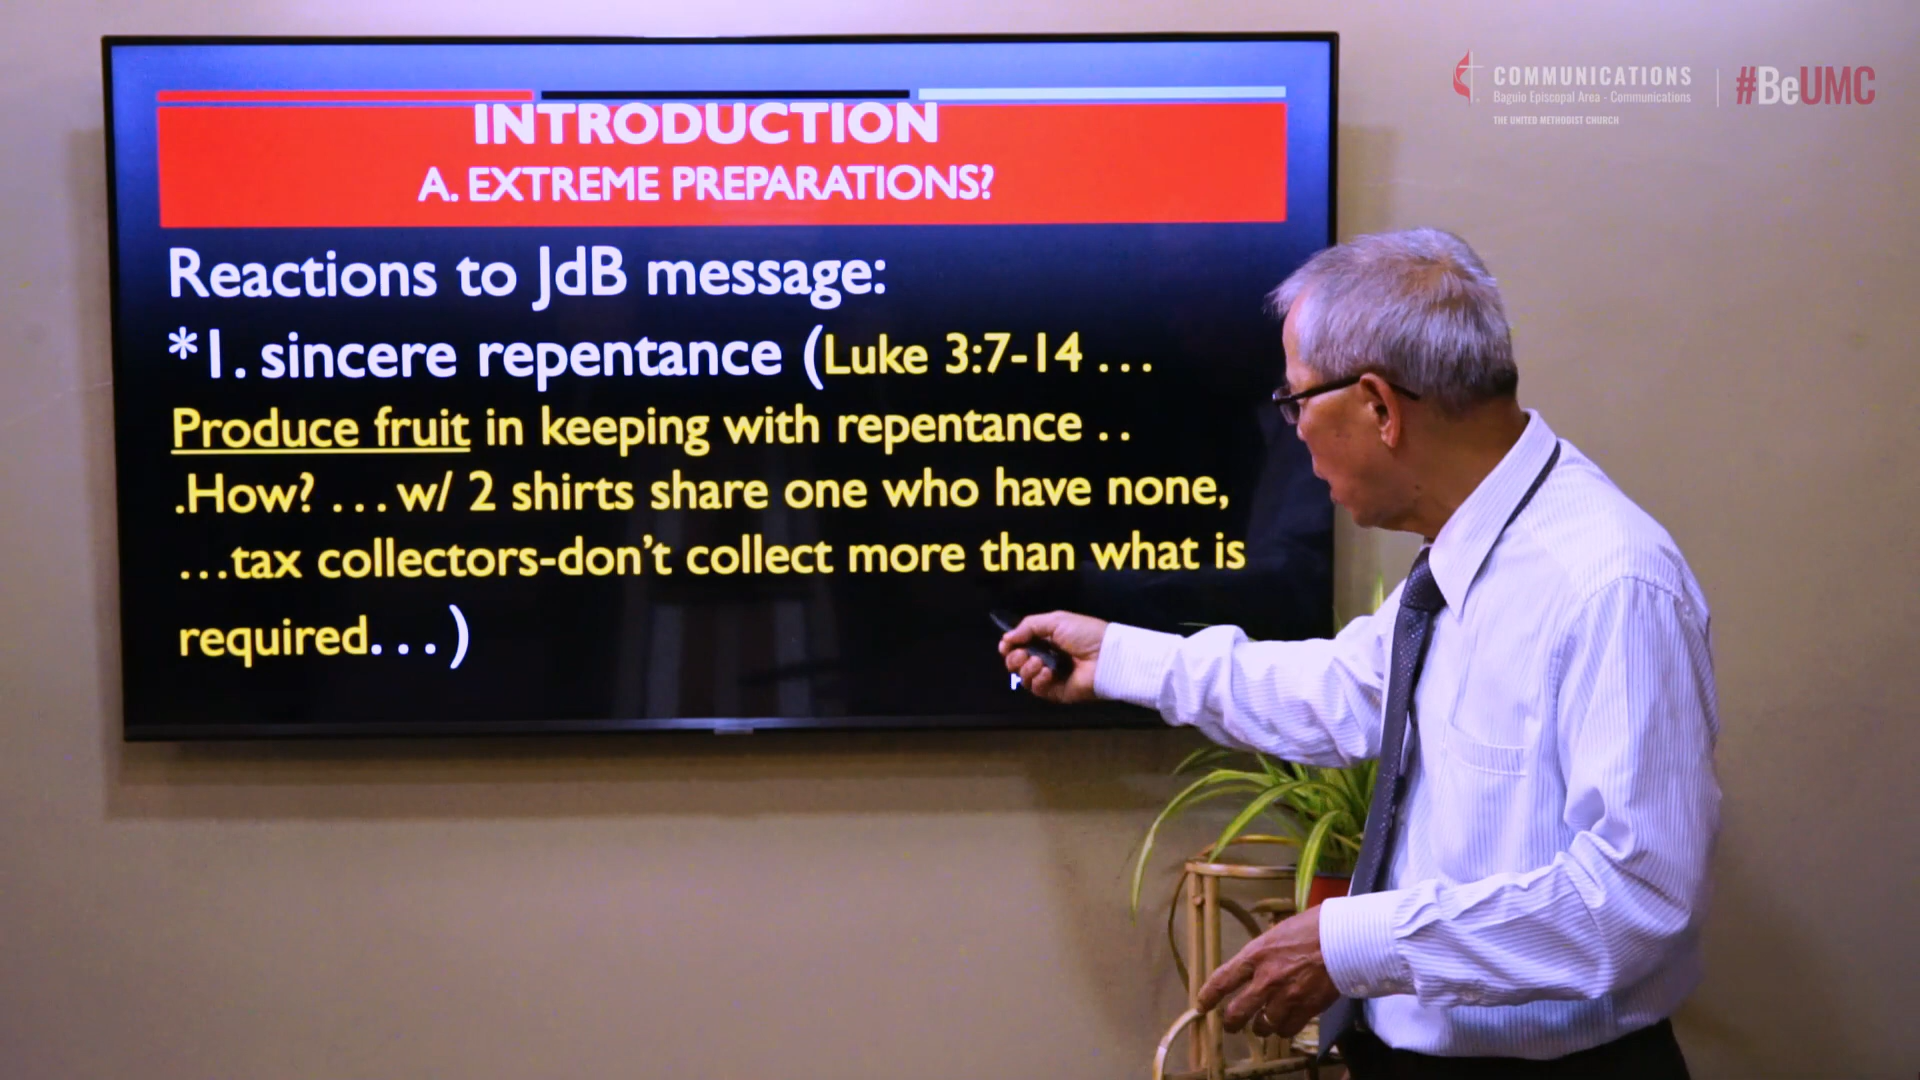 COMMUNICATIONS
Baguio Episcopal Area - Communications
THE UNITED METHODIST CHURCH
#BeUMC
INTRODUCTION
A. EXTREME PREPARATIONS?
Reactions to JdB message:
*1. sincere repentance (Luke 3:7-14 ...
Produce fruit in keeping with repentance . .
.How? ... w/ 2 shirts share one who have none,
...tax collectors-don't collect more than what is
required. . . )